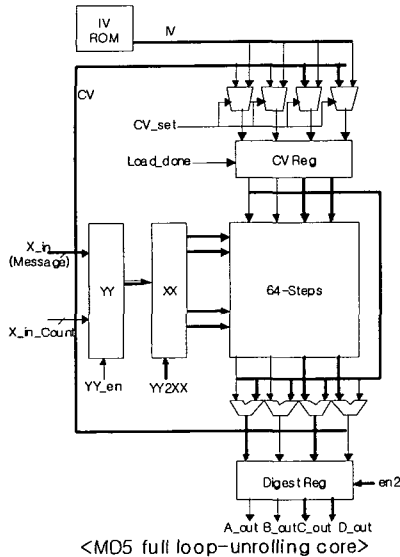 IV
ROM
IV
CV
CV_set
Load_done
CV Reg
X_in
(Message)
YY
XX
64-Steps
X_in_Count
YY_en
YY2XX
Digest Reg
en2
A_out B_out C_out D_out
<MD5 full loop-unrolling core>